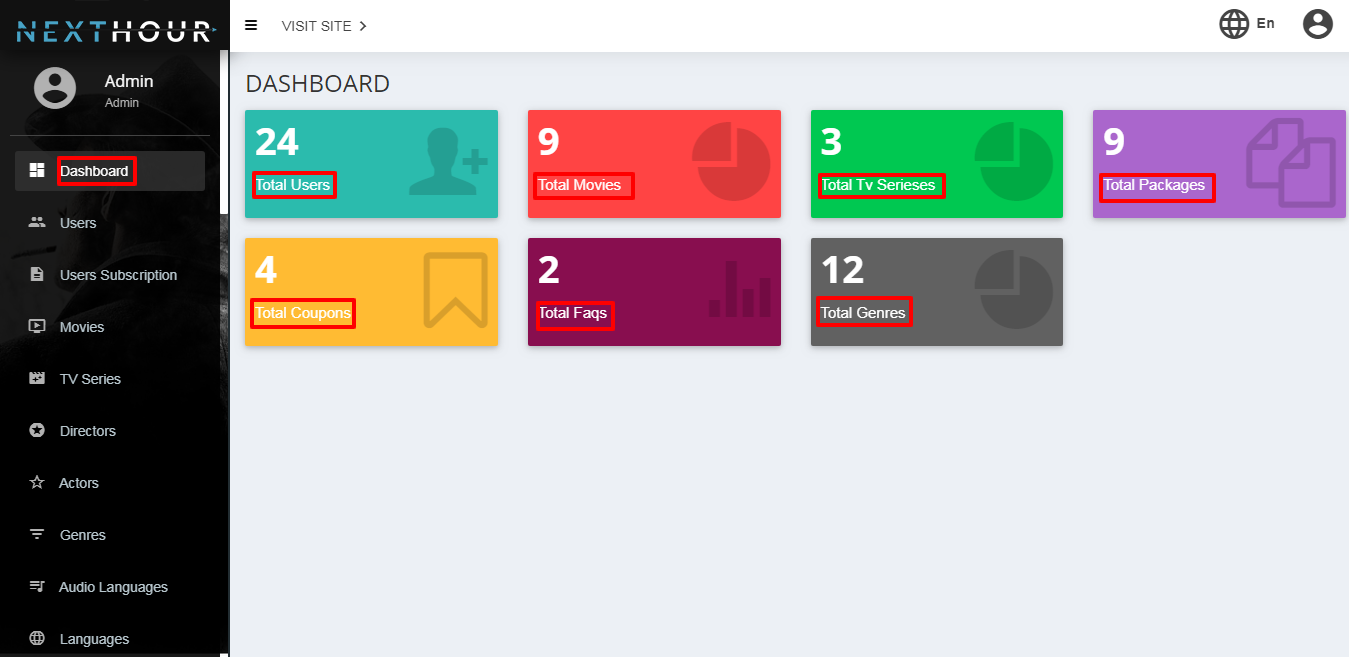 NEXTHOUR
VISIT SITE
En
Admin
Admin
Dashboard
Users
Users Subscription
Movies
TV Series
Directors
Actors
Genres
Audio Languages
Languages
DASHBOARD
24
Total Users
9
Total Movies
3
Total Tv Serieses
9
Total Packages
4
Total Coupons
2
Total Faqs
12
Total Genres